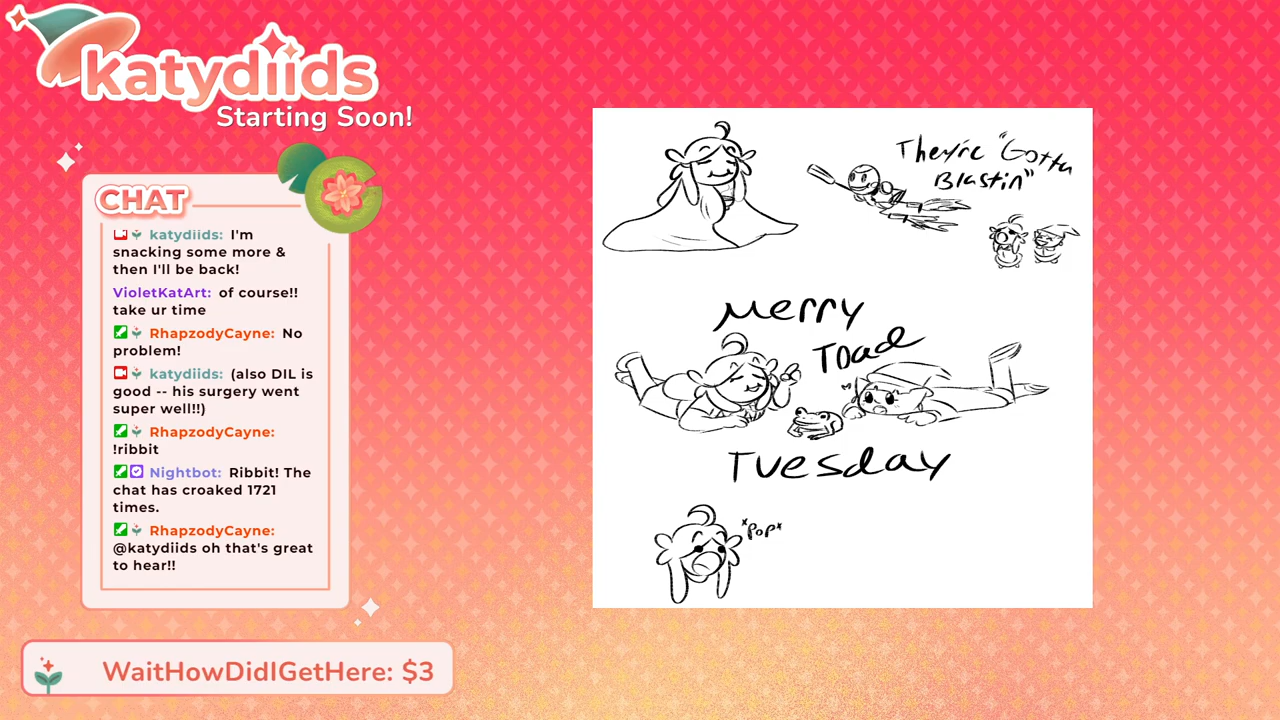 katydiids
Starting Soon!
CHAT
katydiids: I'm
snacking some more &
then I'll be back!
VioletKatArt: of course!!
take ur time
RhapzodyCayne: No
problem!
katydiids: (also DIL is
good -- his surgery went
super well!!)
RhapzodyCayne:
!ribbit
Nightbot: Ribbit! The
chat has croaked 1721
times.
RhapzodyCayne:
@katydiids oh that's great
to hear!!
WaitHowDidIGetHere: $3
They're "Gotta
Blastin"
Merry
Toad
Tuesday
*Pop*